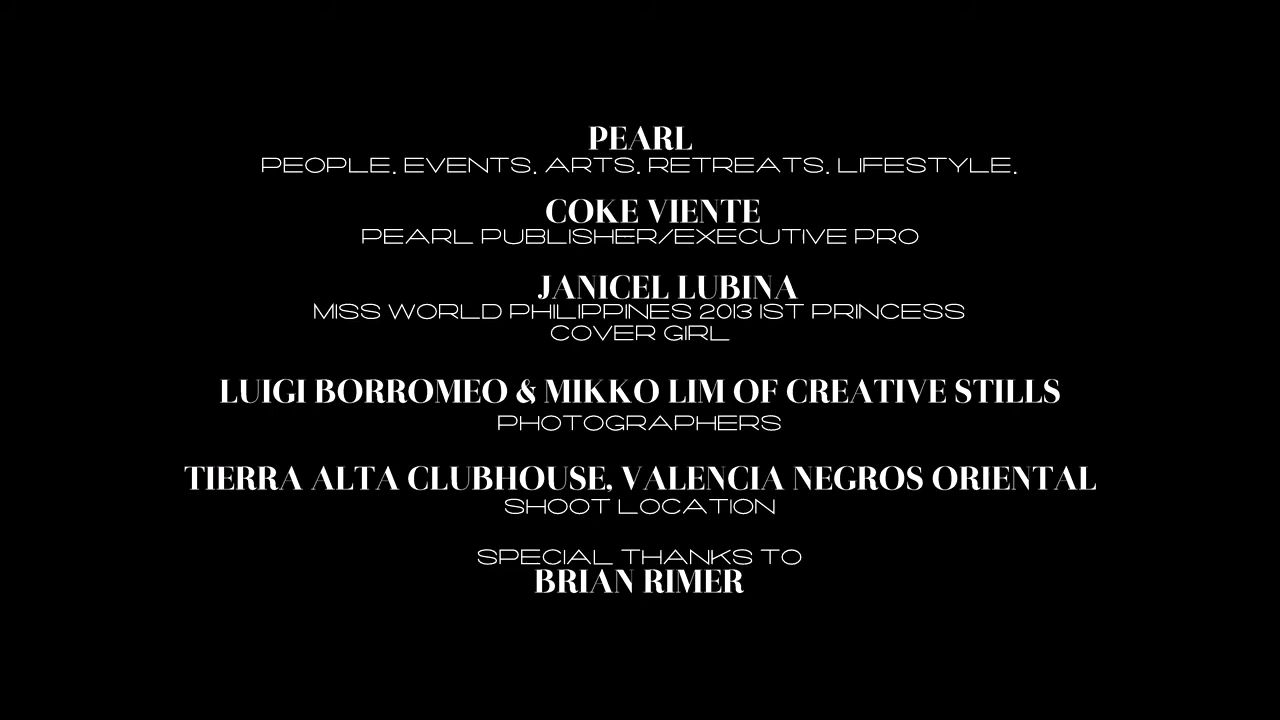 PEARL
PEOPLE. EVENTS. ARTS. RETREATS. LIFESTYLE.
COKE VIENTE
PEARL PUBLISHER/EXECUTIVE PRO
JANICEL LUBINA
MISS WORLD PHILIPPINES 2013 1ST PRINCESS
COVER GIRL
LUIGI BORROMEO & MIKKO LIM OF CREATIVE STILLS
PHOTOGRAPHERS
TIERRA ALTA CLUBHOUSE, VALENCIA NEGROS ORIENTAL
SHOOT LOCATION
SPECIAL THANKS TO
BRIAN RIMER